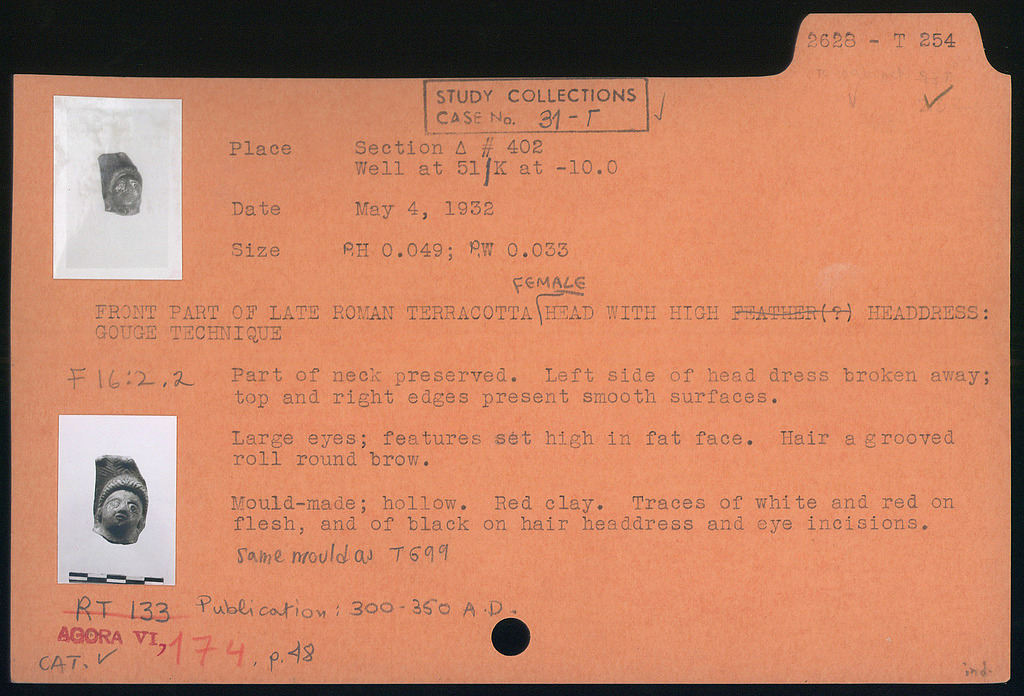 2628 - T 254
STUDY COLLECTIONS
CASE No. 31-T
Place Section Δ # 402
Well at 51/K at -10.0
Date May 4, 1932
Size PH 0.049; PW 0.033
FEMALE
FRONT PART OF LATE ROMAN TERRACOTTA HEAD WITH HIGH FEATHER(?) HEADDRESS:
GOUGE TECHNIQUE
F 16:2.2
Part of neck preserved. Left side of head dress broken away;
top and right edges present smooth surfaces.
Large eyes; features set high in fat face. Hair a grooved
roll round brow.
Mould-made; hollow. Red clay. Traces of white and red on
flesh, and of black on hair headdress and eye incisions.
same mould as T699
RT 133 Publication: 300-350 A.D.
AGORA VI, 174, p.48
CAT. ✓
ind.